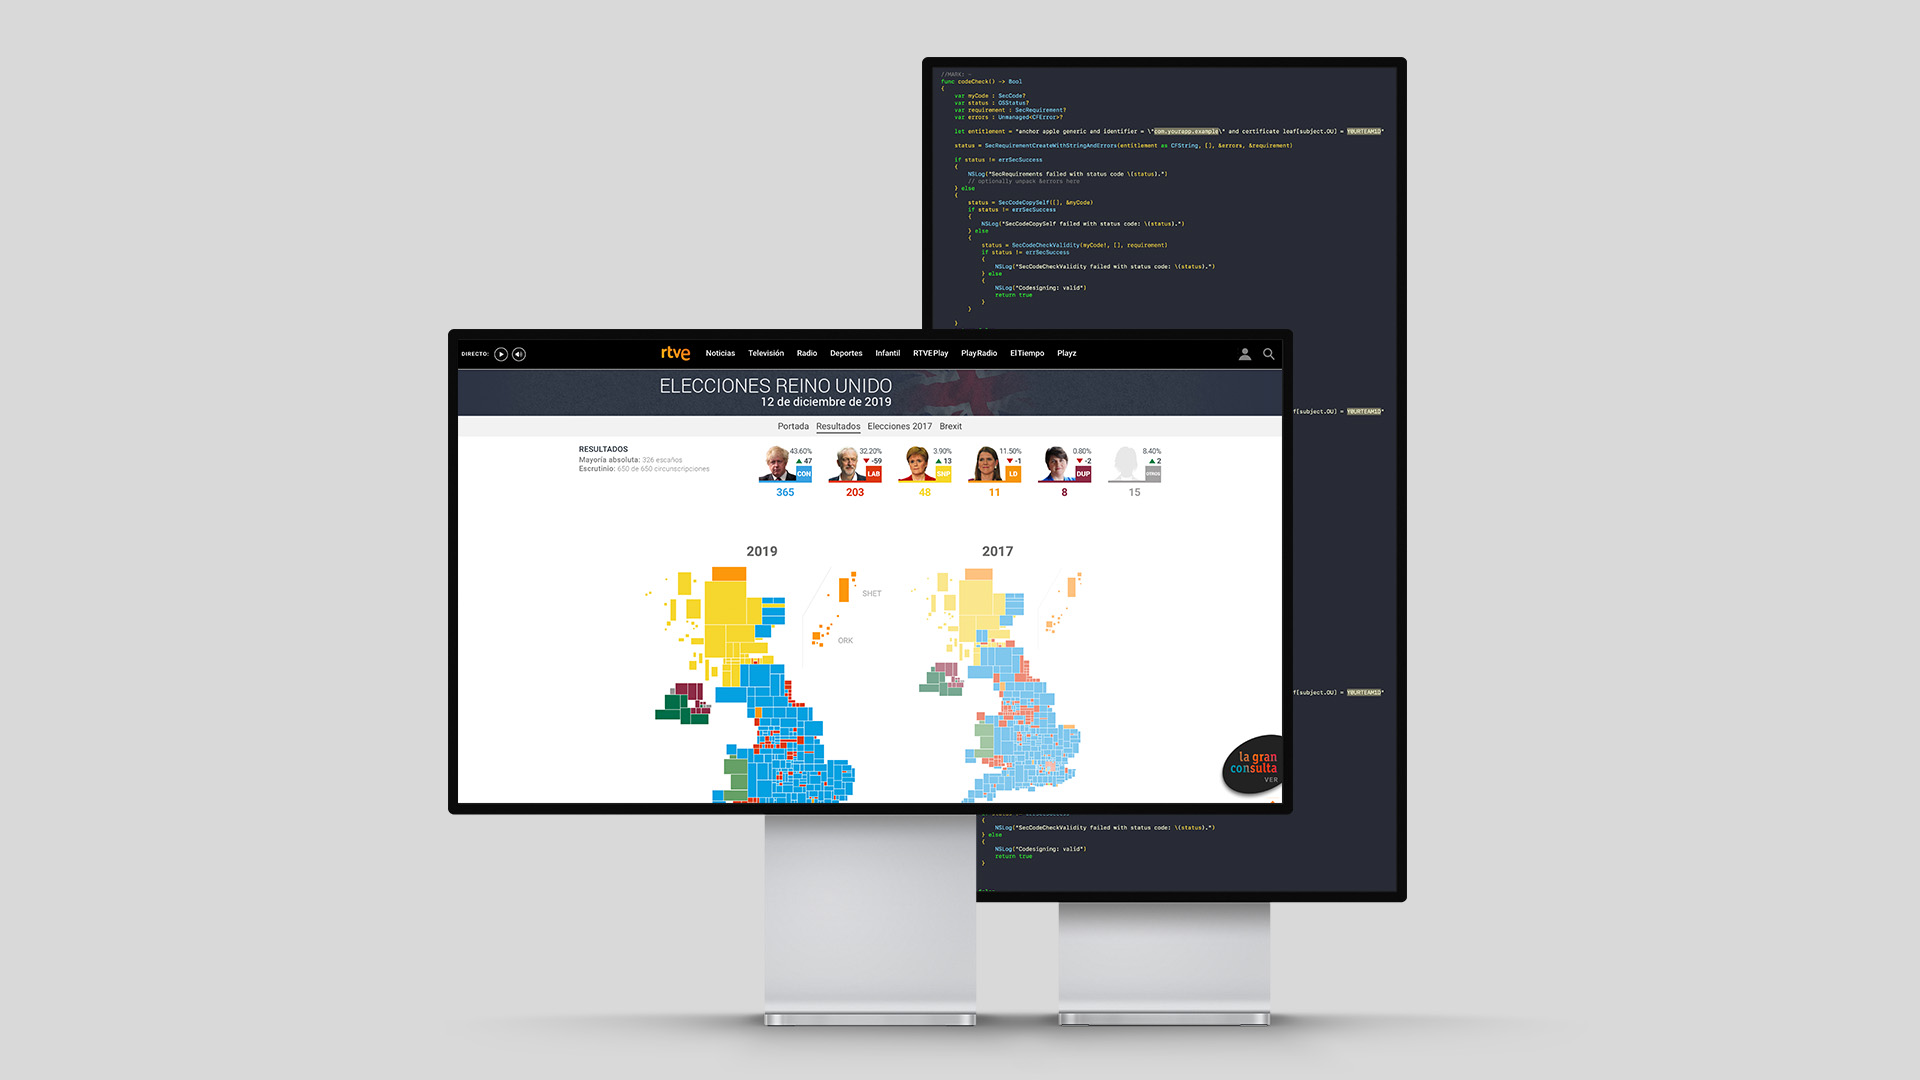 //MARK: -
func codeCheck() -> Bool
{
var myCode : SecCode?
var status : OSStatus?
var requirement : SecRequirement?
var errors : Unmanaged<CFError>?
let entitlement = "anchor apple generic and identifier = \"com.yourapp.example\" and certificate leaf[subject.OU] = YOURTEAMID"
status = SecRequirementCreateWithStringAndErrors(entitlement as CFString, [], &errors, &requirement)
if status != errSecSuccess
{
NSLog("SecRequirements failed with status code \(status).")
// optionally unpack &errors here
} else
{
status = SecCodeCopySelf([], &myCode)
if status != errSecSuccess
{
NSLog("SecCodeCopySelf failed with status code: \(status).")
} else
{
status = SecCodeCheckValidity(myCode!, [], requirement)
if status != errSecSuccess
{
NSLog("SecCodeCheckValidity failed with status code: \(status).")
} else
{
NSLog("Codesigning: valid")
return true
}
}
}
DIRECTO:
rtve Noticias Televisión Radio Deportes Infantil RTVEPlay PlayRadio ElTiempo Playz
ELECCIONES REINO UNIDO
12 de diciembre de 2019
Portada Resultados Elecciones 2017 Brexit
RESULTADOS
Mayoría absoluta: 326 escaños
Escrutinio: 650 de 650 circunscripciones
43.60% 32.20% 3.90% 11.50% 0.80% 8.40%
▲ 47 ▼ -59 ▲ 13 ▼ -1 ▼ -2 ▲ 2
CON LAB SNP LD DUP OTROS
365 203 48 11 8 15
2019 2017
SHET
ORK
la gran
consulta
VER
f[subject.OU] = YOURTEAMID"
f[subject.OU] = YOURTEAMID"
{
NSLog("SecCodeCheckValidity failed with status code: \(status).")
} else
{
NSLog("Codesigning: valid")
return true
}